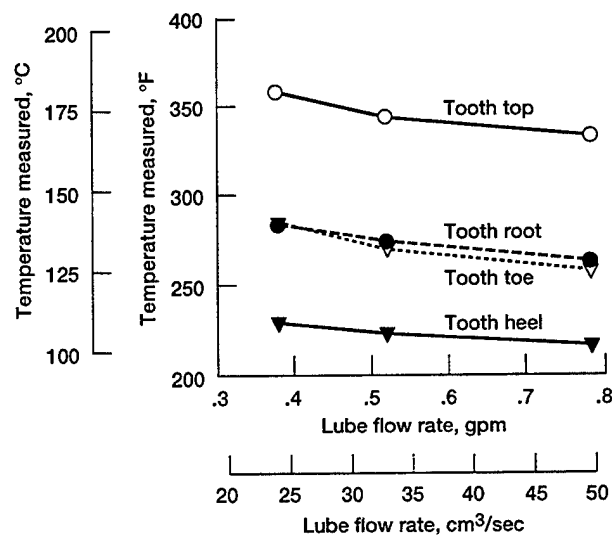 Temperature measured, °C
200
175
150
125
100
Temperature measured, °F
400
350
300
250
200
Tooth top
Tooth root
Tooth toe
Tooth heel
.3 .4 .5 .6 .7 .8
Lube flow rate, gpm
20 25 30 35 40 45 50
Lube flow rate, cm³/sec